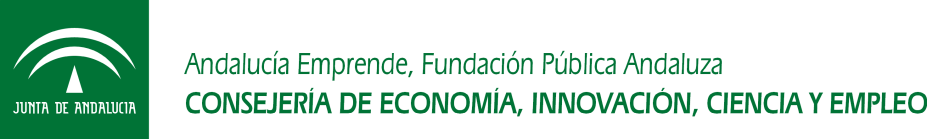 JUNTA DE ANDALUCIA
Andalucía Emprende, Fundación Pública Andaluza
CONSEJERÍA DE ECONOMÍA, INNOVACIÓN, CIENCIA Y EMPLEO